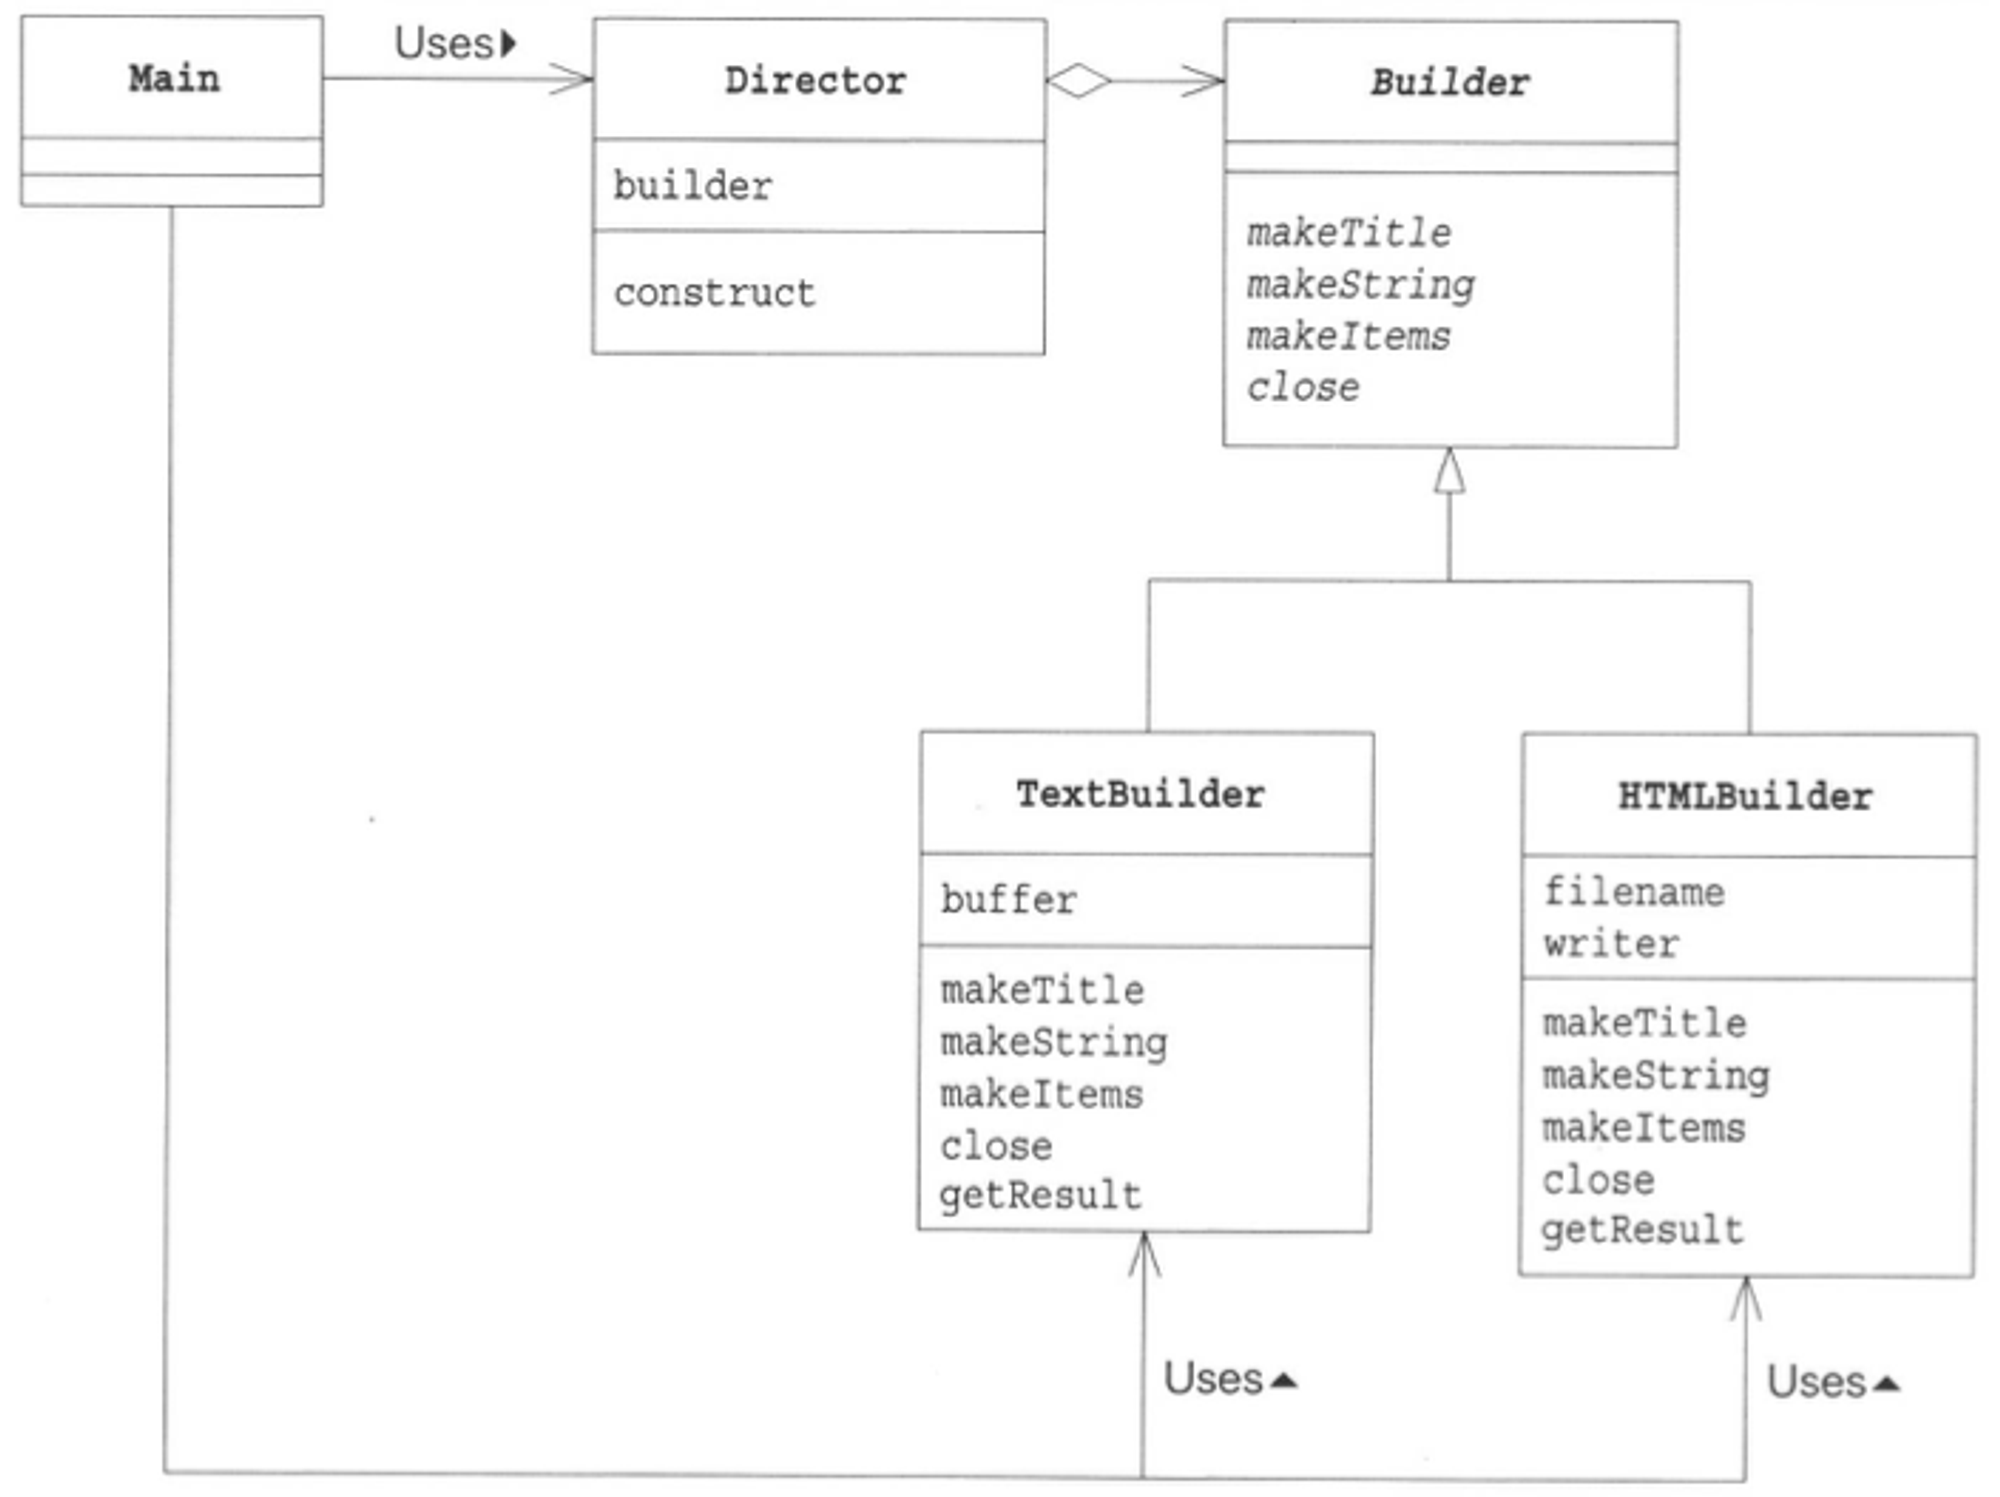 Main
Uses
Director
builder
construct
Builder
makeTitle
makeString
makeItems
close
TextBuilder
buffer
makeTitle
makeString
makeItems
close
getResult
HTMLBuilder
filename
writer
makeTitle
makeString
makeItems
close
getResult
Uses
Uses